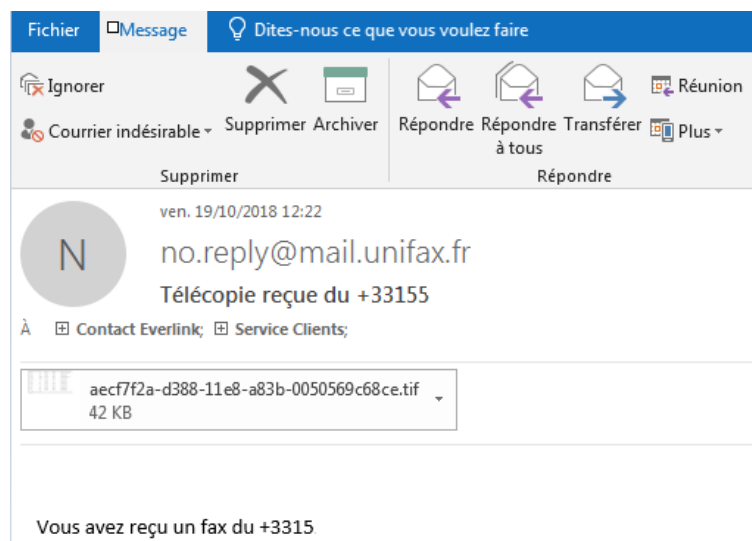 Fichier Message Dites-nous ce que vous voulez faire
Ignorer
Courrier indésirable
Supprimer Archiver
Répondre Répondre à tous Transférer
Réunion
Plus
Supprimer Répondre
ven. 19/10/2018 12:22
N
no.reply@mail.unifax.fr
Télécopie reçue du +33155
À Contact Everlink; Service Clients;
aecf7f2a-d388-11e8-a83b-0050569c68ce.tif
42 KB
Vous avez reçu un fax du +3315